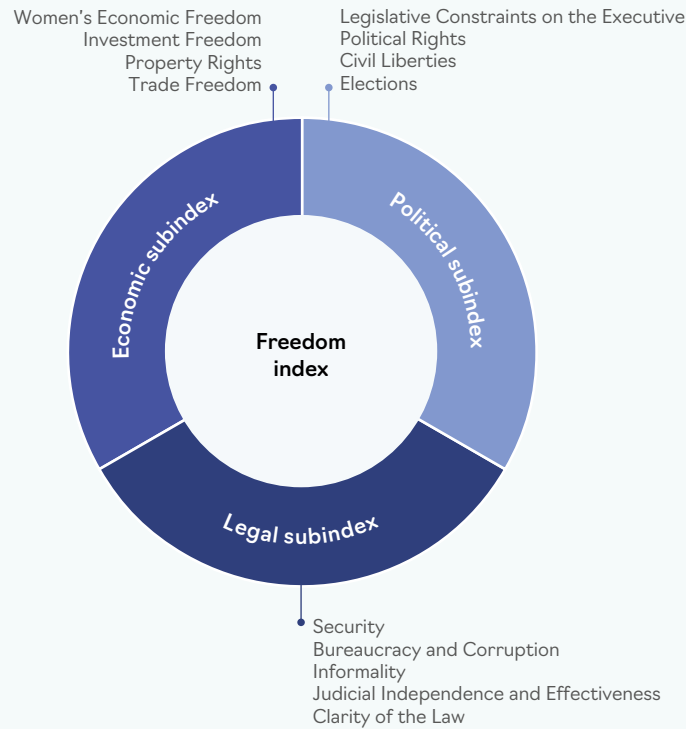 Women’s Economic Freedom
Investment Freedom
Property Rights
Trade Freedom
Legislative Constraints on the Executive
Political Rights
Civil Liberties
Elections
Economic subindex
Political subindex
Freedom
index
Legal subindex
Security
Bureaucracy and Corruption
Informality
Judicial Independence and Effectiveness
Clarity of the Law